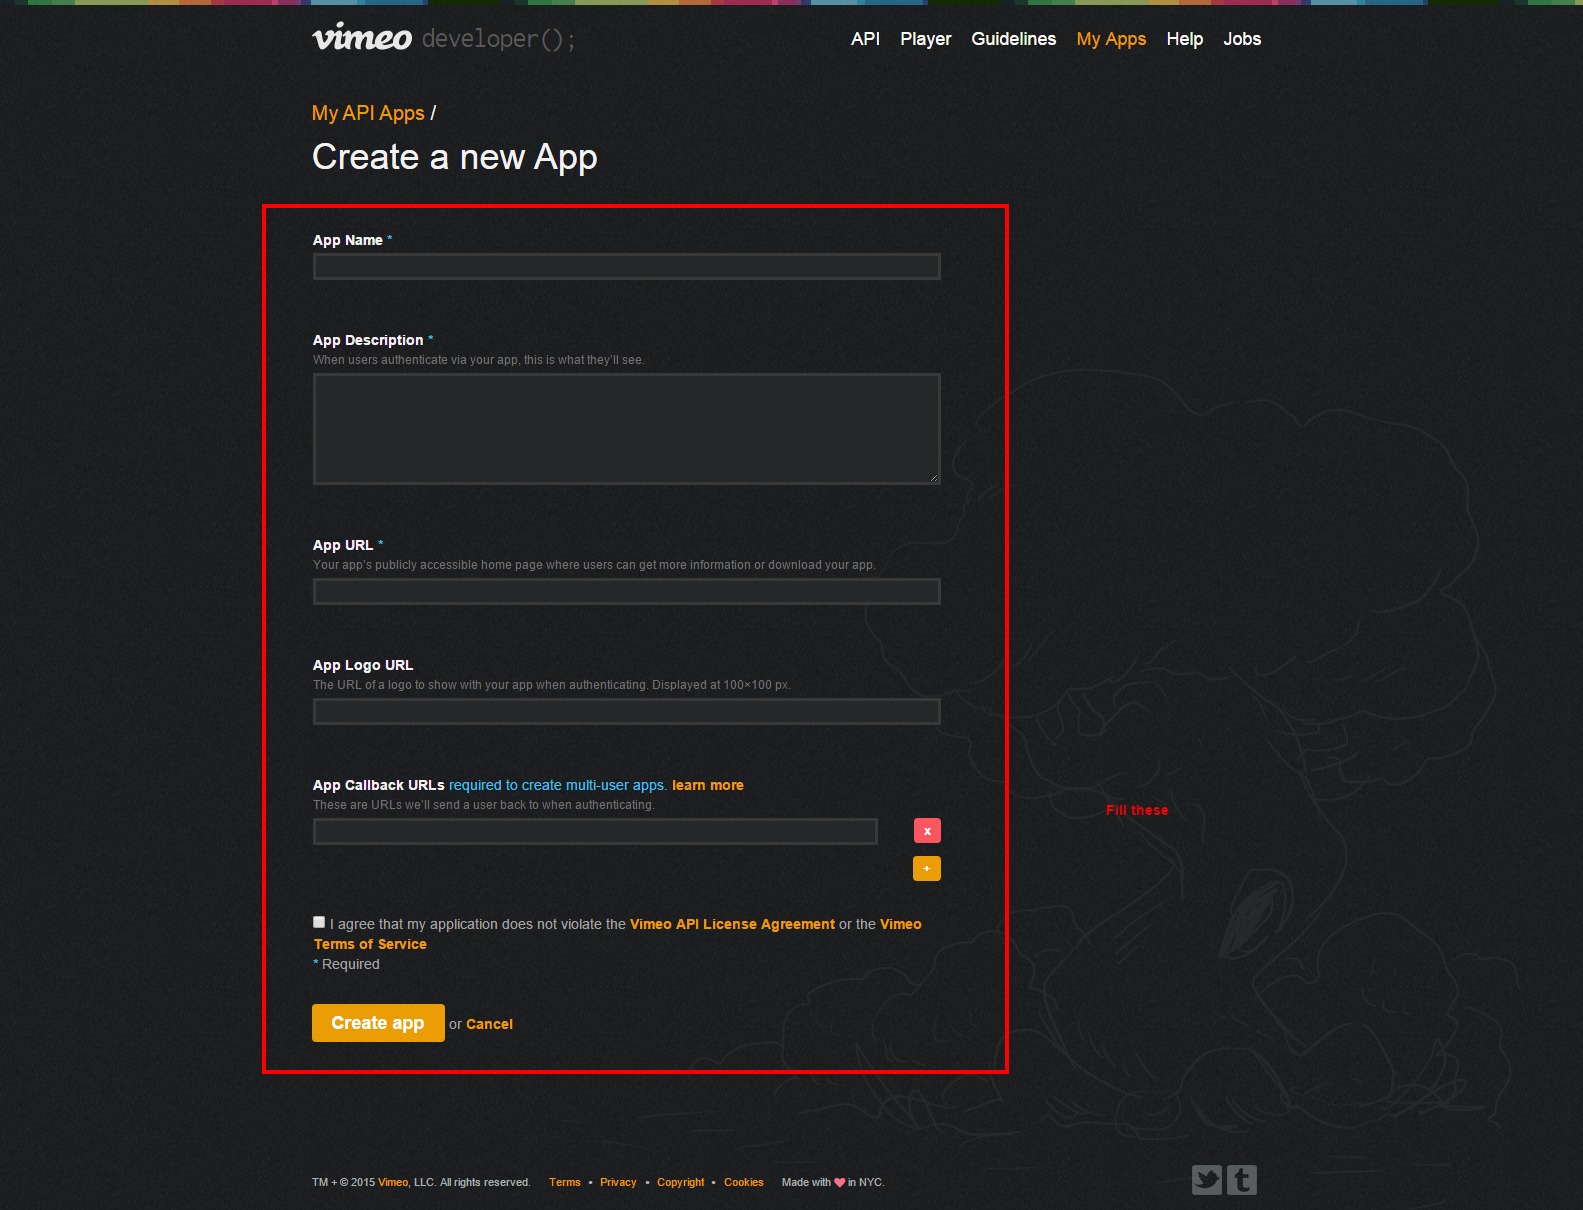 vimeo developer();
API Player Guidelines My Apps Help Jobs
My API Apps /
Create a new App
App Name *
App Description *
When users authenticate via your app, this is what they'll see.
App URL *
Your app's publicly accessible home page where users can get more information or download your app.
App Logo URL
The URL of a logo to show with your app when authenticating. Displayed at 100×100 px.
App Callback URLs required to create multi-user apps. learn more
These are URLs we'll send a user back to when authenticating.
x
+
Fill these
I agree that my application does not violate the Vimeo API License Agreement or the Vimeo
Terms of Service
* Required
Create app or Cancel
TM + © 2015 Vimeo, LLC. All rights reserved. Terms • Privacy • Copyright • Cookies Made with ♥ in NYC.